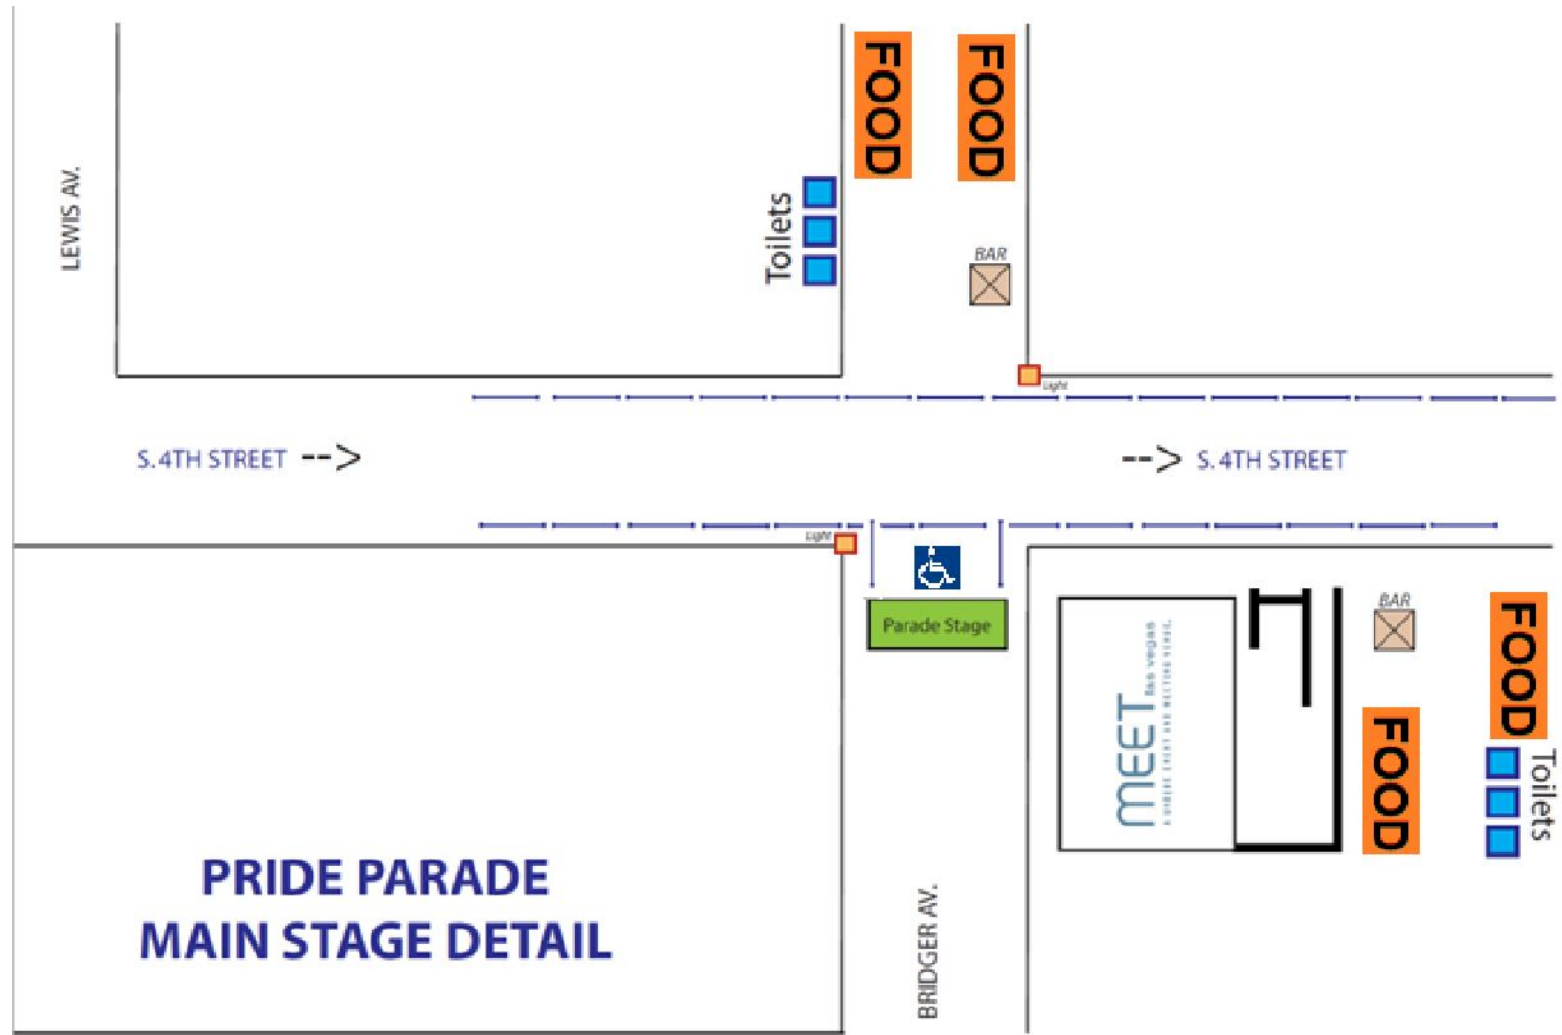 FOOD
FOOD
LEWIS AV.
Toilets
BAR
Light
S. 4TH STREET -->
--> S. 4TH STREET
Light
Parade Stage
BAR
FOOD
MEET
las vegas
FOOD
Toilets
PRIDE PARADE
MAIN STAGE DETAIL
BRIDGER AV.